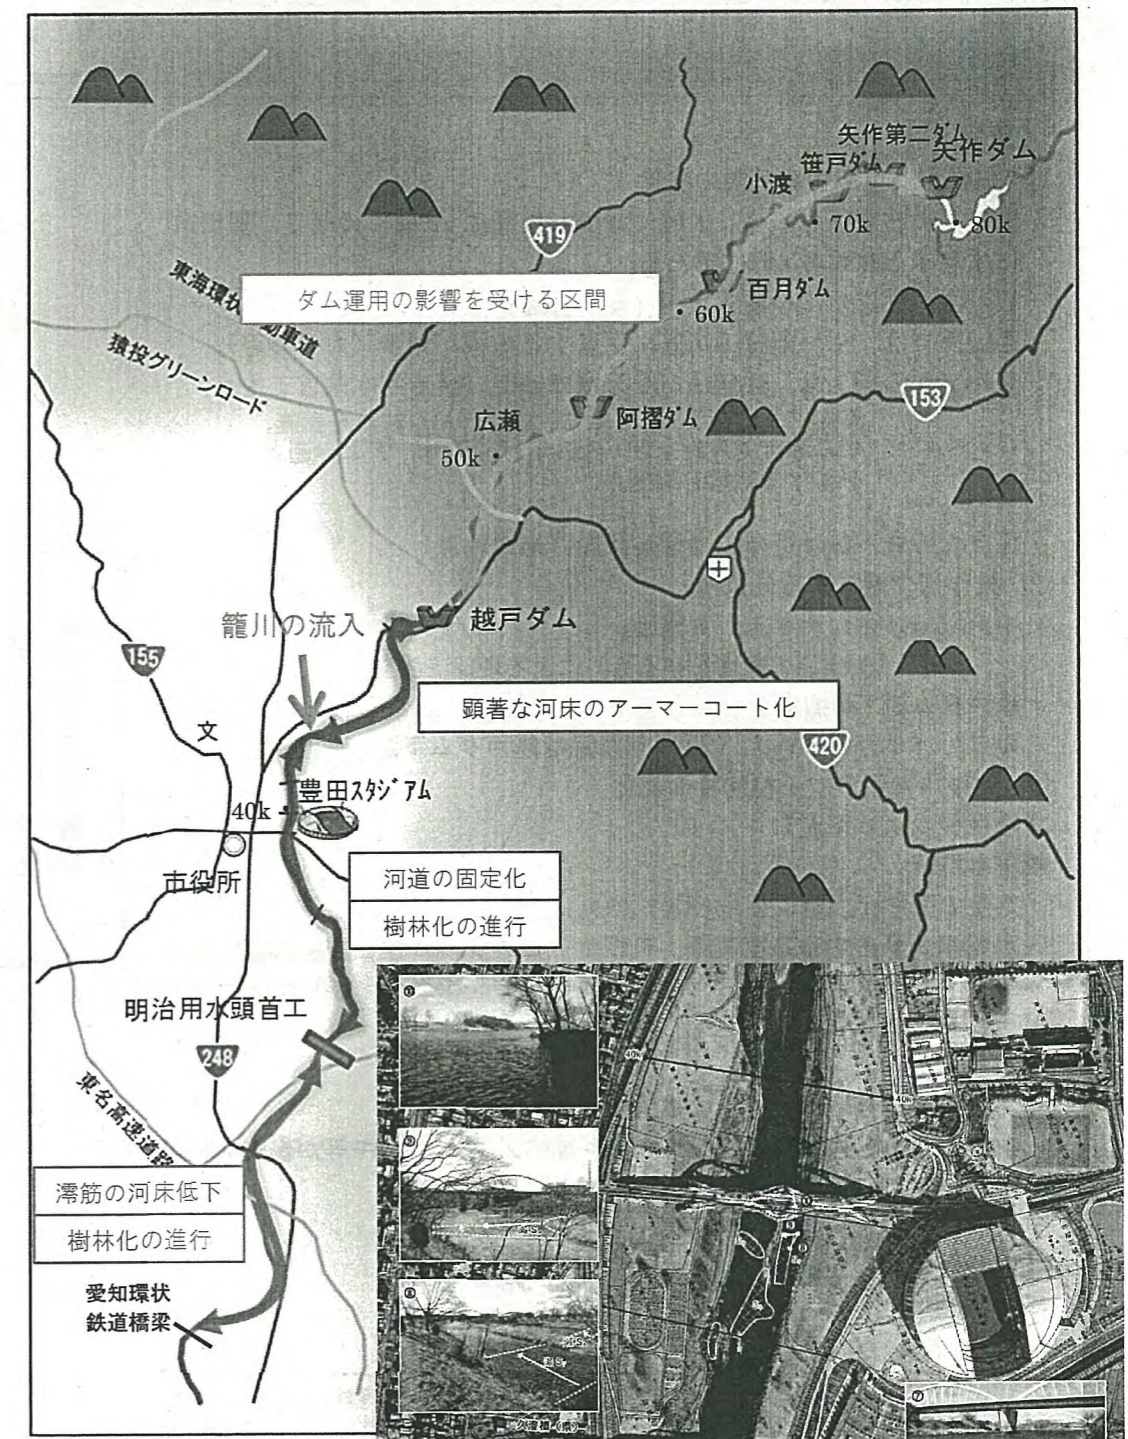 矢作第二ダム
矢作ダム
笹戸ダム
小渡
70k
80k
419
百月ダム
60k
ダム運用の影響を受ける区間
猿投グリーンロード
153
阿摺ダム
広瀬
50k
越戸ダム
籠川の流入
155
顕著な河床のアーマーコート化
文
420
豊田スタジアム
40k
市役所
河道の固定化
樹林化の進行
明治用水頭首工
248
東名高速道路
澪筋の河床低下
樹林化の進行
愛知環状
鉄道橋梁
①
40k
40k
⑦